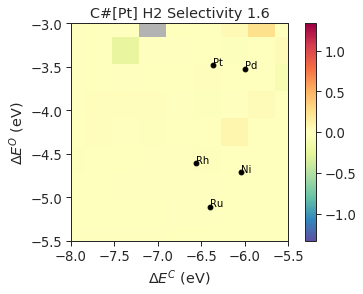 C#[Pt] H2 Selectivity 1.6
−3.0
−3.5
−4.0
−4.5
−5.0
−5.5
ΔE^O (eV)
Pt
Pd
Rh
Ni
Ru
−8.0 −7.5 −7.0 −6.5 −6.0 −5.5
ΔE^C (eV)
1.0
0.5
0.0
−0.5
−1.0